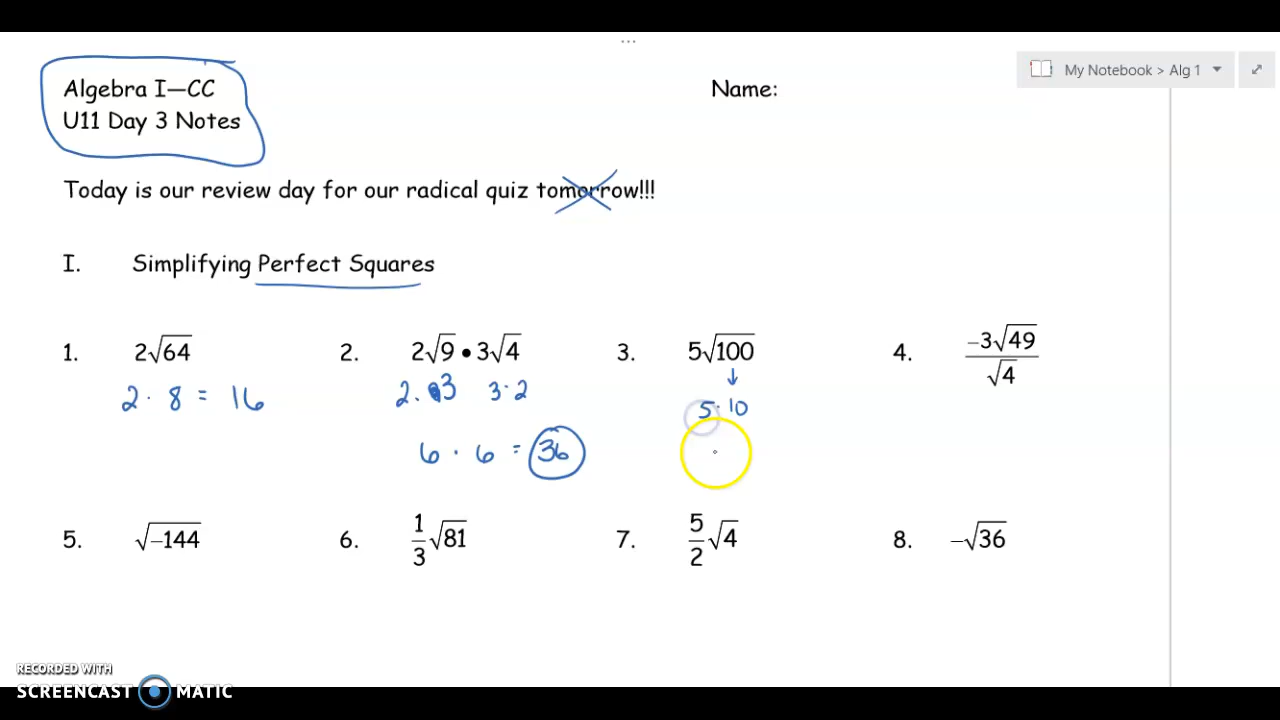 Algebra I—CC
Name:
My Notebook > Alg 1
U11 Day 3 Notes
Today is our review day for our radical quiz tomorrow!!!
I. Simplifying Perfect Squares
1. 2√64 2. 2√9 • 3√4 3. 5√100 4. -3√49 / √4
2 · 8 = 16 2 · 3 3 · 2 5 · 10
6 · 6 = 36
5. √-144 6. 1/3 √81 7. 5/2 √4 8. -√36
RECORDED WITH
SCREENCAST MATIC